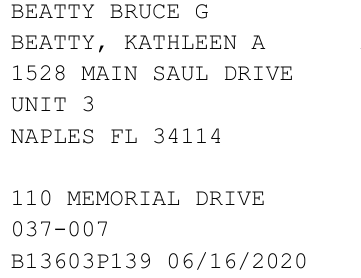 BEATTY BRUCE G
BEATTY, KATHLEEN A
1528 MAIN SAUL DRIVE
UNIT 3
NAPLES FL 34114
110 MEMORIAL DRIVE
037-007
B13603P139 06/16/2020